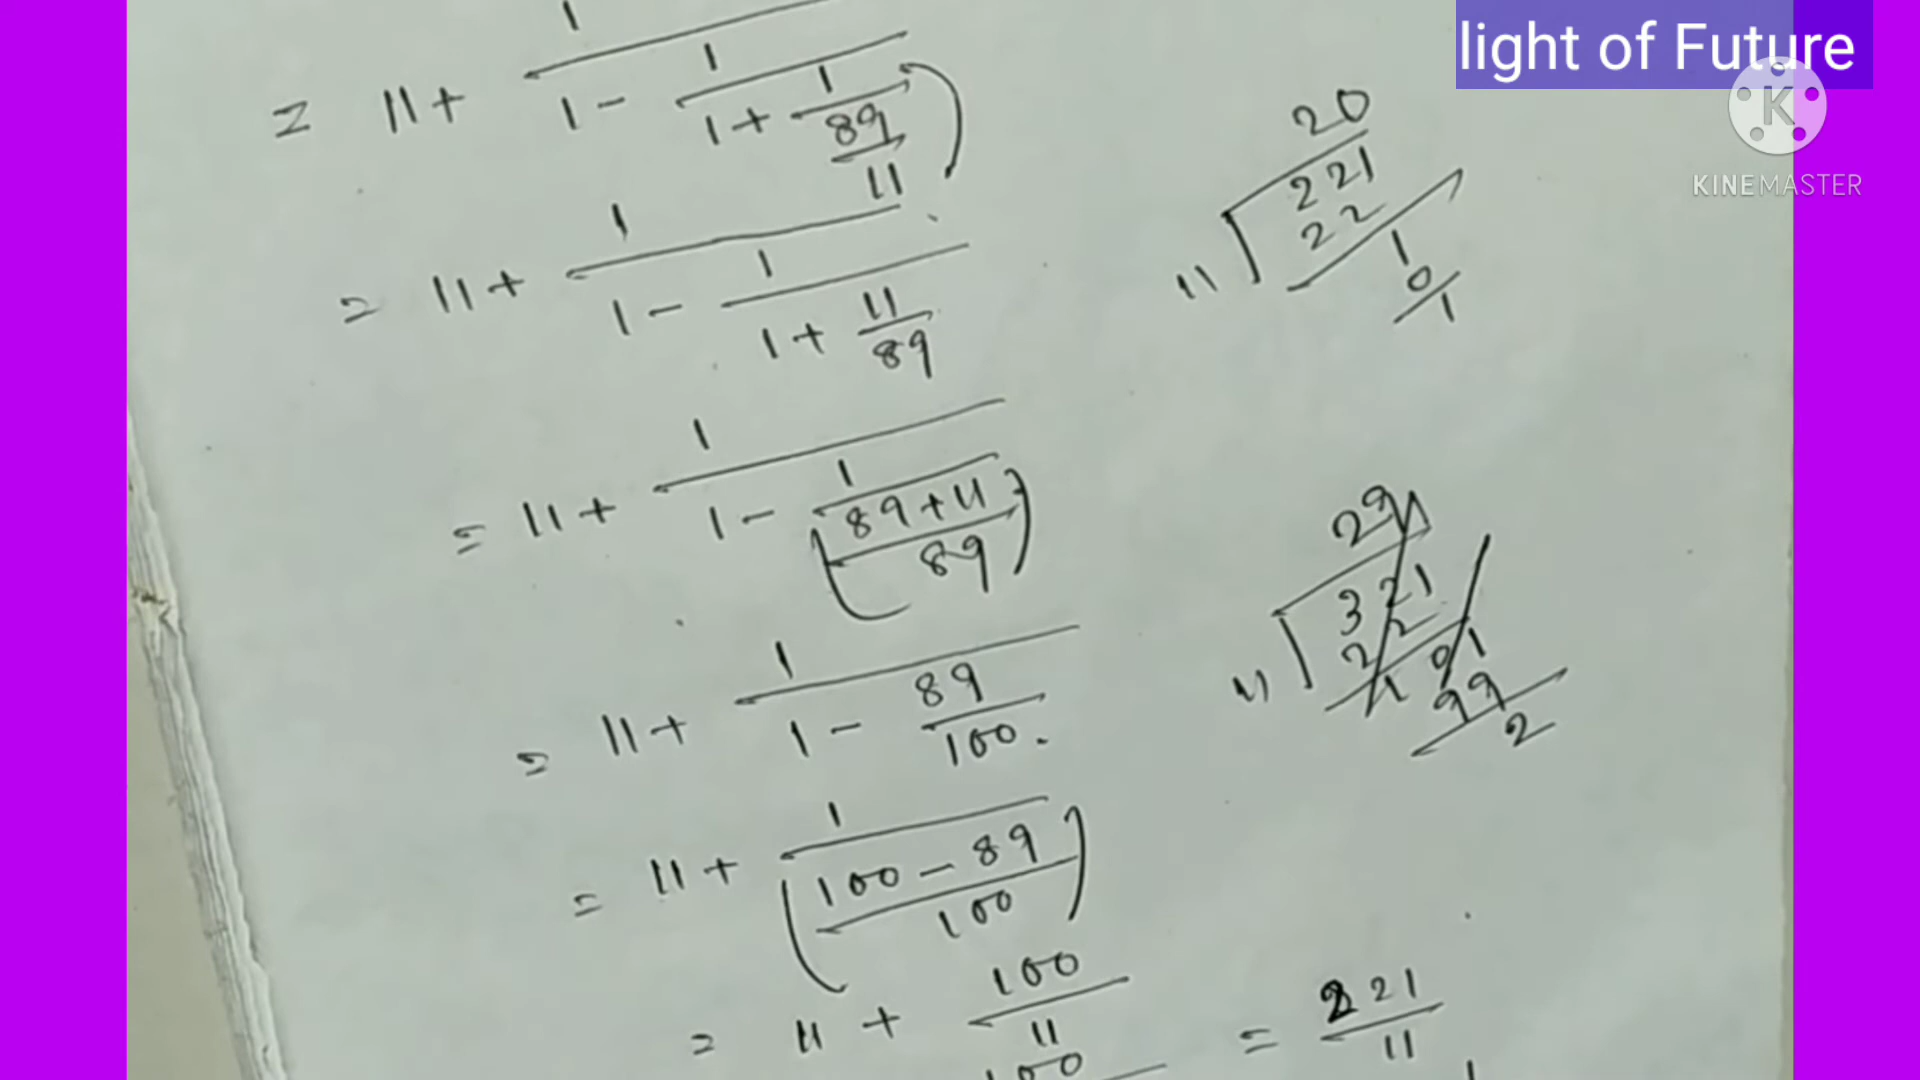 light of Future
K
KINEMASTER
= 11 + 1 / 1 - 1 / 1 + 1 / 89 / 11
= 11 + 1 / 1 - 1 / 1 + 11 / 89
= 11 + 1 / 1 - 1 / (89 + 11 / 89)
= 11 + 1 / 1 - 89 / 100 .
= 11 + 1 / (100 - 89 / 100)
= 11 + 100 / 11
= 221 / 11
100
20
11 221
22
1
0
1
29
11 321
22
101
99
2